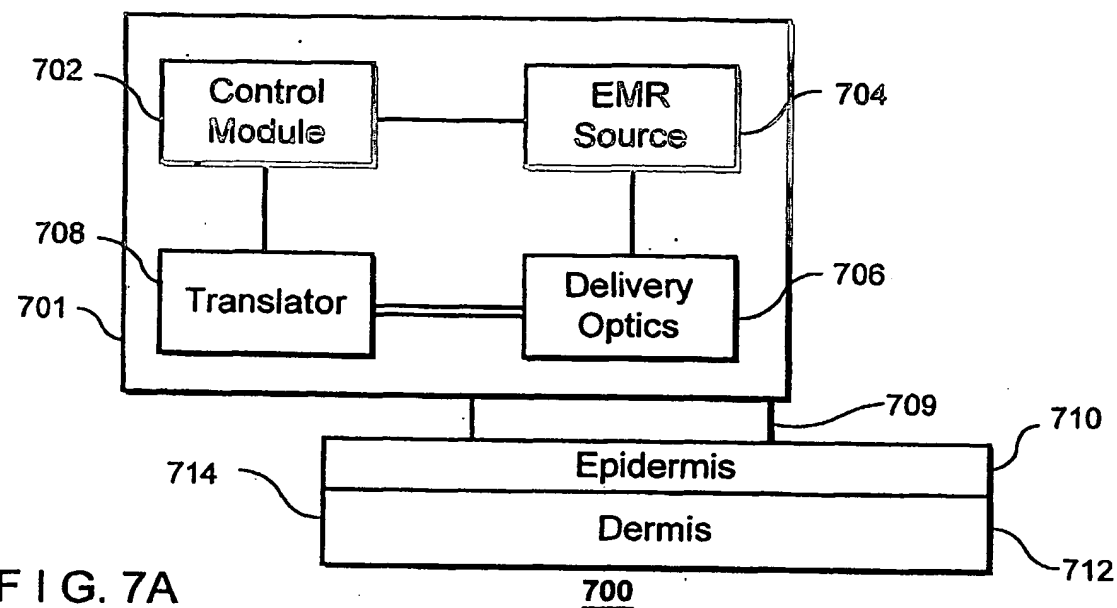 702
Control
Module
EMR
Source
704
708
Translator
Delivery
Optics
706
701
709
710
Epidermis
714
Dermis
712
FIG. 7A
700